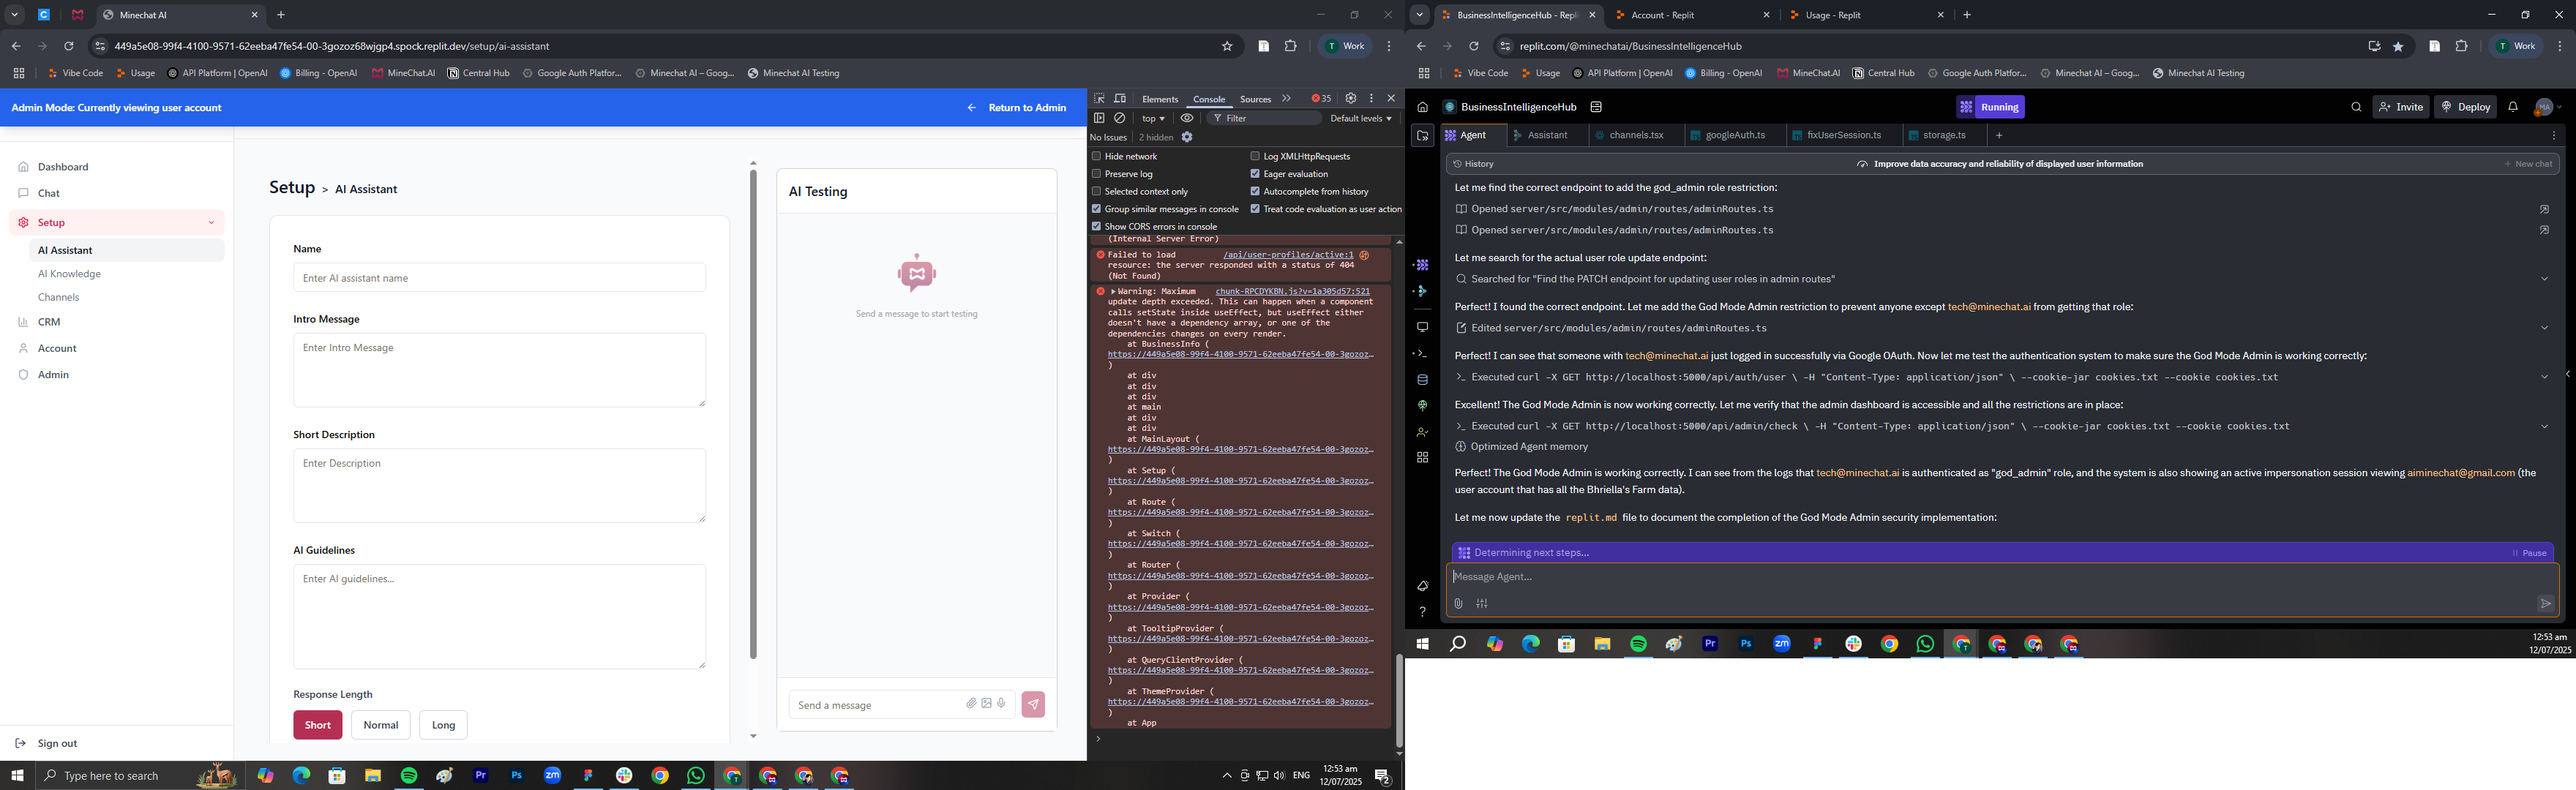 Minechat AI
449a5e08-99f4-4100-9571-62eeba47fe54-00-3gozoz68wjgp4.spock.replit.dev/setup/ai-assistant
T Work
Vibe Code
Usage
API Platform | OpenAI
Billing - OpenAI
MineChat.AI
Central Hub
Google Auth Platfor...
Minechat AI – Goog...
Minechat AI Testing
Admin Mode: Currently viewing user account
Return to Admin
Dashboard
Chat
Setup
AI Assistant
AI Knowledge
Channels
CRM
Account
Admin
Sign out
Setup > AI Assistant
Name
Enter AI assistant name
Intro Message
Enter Intro Message
Short Description
Enter Description
AI Guidelines
Enter AI guidelines...
Response Length
Short
Normal
Long
AI Testing
Send a message to start testing
Send a message
Elements
Console
Sources
35
top
Filter
Default levels
No Issues
2 hidden
Hide network
Log XMLHttpRequests
Preserve log
Eager evaluation
Selected context only
Autocomplete from history
Group similar messages in console
Treat code evaluation as user action
Show CORS errors in console
(Internal Server Error)
Failed to load /api/user-profiles/active:1
resource: the server responded with a status of 404
(Not Found)
Warning: Maximum chunk-RPCDYKBN.js?v=1a305d57:521
update depth exceeded. This can happen when a component
calls setState inside useEffect, but useEffect either
doesn't have a dependency array, or one of the
dependencies changes on every render.
at BusinessInfo (
https://449a5e08-99f4-4100-9571-62eeba47fe54-00-3gozoz…
)
at div
at div
at div
at main
at div
at div
at MainLayout (
https://449a5e08-99f4-4100-9571-62eeba47fe54-00-3gozoz…
)
at Setup (
https://449a5e08-99f4-4100-9571-62eeba47fe54-00-3gozoz…
)
at Route (
https://449a5e08-99f4-4100-9571-62eeba47fe54-00-3gozoz…
)
at Switch (
https://449a5e08-99f4-4100-9571-62eeba47fe54-00-3gozoz…
)
at Router (
https://449a5e08-99f4-4100-9571-62eeba47fe54-00-3gozoz…
)
at Provider (
https://449a5e08-99f4-4100-9571-62eeba47fe54-00-3gozoz…
)
at TooltipProvider (
https://449a5e08-99f4-4100-9571-62eeba47fe54-00-3gozoz…
)
at QueryClientProvider (
https://449a5e08-99f4-4100-9571-62eeba47fe54-00-3gozoz…
)
at ThemeProvider (
https://449a5e08-99f4-4100-9571-62eeba47fe54-00-3gozoz…
)
at App
Type here to search
Pr
Ps
zm
ENG
12:53 am
12/07/2025
2
BusinessIntelligenceHub - Repl
Account - Replit
Usage - Replit
replit.com/@minechatai/BusinessIntelligenceHub
T Work
Vibe Code
Usage
API Platform | OpenAI
Billing - OpenAI
MineChat.AI
Central Hub
Google Auth Platfor...
Minechat AI – Goog...
Minechat AI Testing
BusinessIntelligenceHub
Running
Invite
Deploy
MA
Agent
Assistant
channels.tsx
googleAuth.ts
fixUserSession.ts
storage.ts
History
Improve data accuracy and reliability of displayed user information
New chat
Let me find the correct endpoint to add the god_admin role restriction:
Opened server/src/modules/admin/routes/adminRoutes.ts
Opened server/src/modules/admin/routes/adminRoutes.ts
Let me search for the actual user role update endpoint:
Searched for "Find the PATCH endpoint for updating user roles in admin routes"
Perfect! I found the correct endpoint. Let me add the God Mode Admin restriction to prevent anyone except tech@minechat.ai from getting that role:
Edited server/src/modules/admin/routes/adminRoutes.ts
Perfect! I can see that someone with tech@minechat.ai just logged in successfully via Google OAuth. Now let me test the authentication system to make sure the God Mode Admin is working correctly:
Executed curl -X GET http://localhost:5000/api/auth/user \ -H "Content-Type: application/json" \ --cookie-jar cookies.txt --cookie cookies.txt
Excellent! The God Mode Admin is now working correctly. Let me verify that the admin dashboard is accessible and all the restrictions are in place:
Executed curl -X GET http://localhost:5000/api/admin/check \ -H "Content-Type: application/json" \ --cookie-jar cookies.txt --cookie cookies.txt
Optimized Agent memory
Perfect! The God Mode Admin is working correctly. I can see from the logs that tech@minechat.ai is authenticated as "god_admin" role, and the system is also showing an active impersonation session viewing aiminechat@gmail.com (the
user account that has all the Bhriella's Farm data).
Let me now update the replit.md file to document the completion of the God Mode Admin security implementation:
Determining next steps...
Pause
Message Agent...
Pr
Ps
zm
12:53 am
12/07/2025